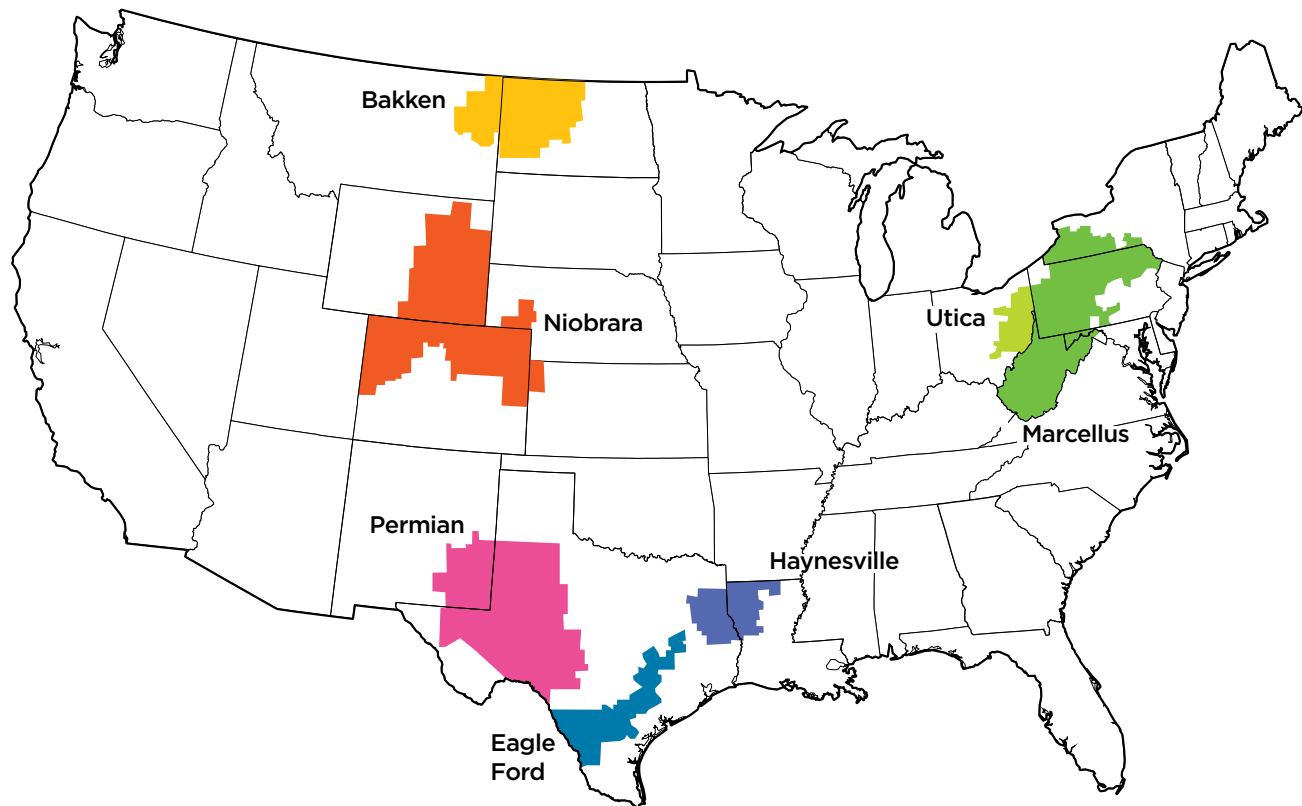 Bakken
Niobrara
Utica
Marcellus
Permian
Haynesville
Eagle
Ford